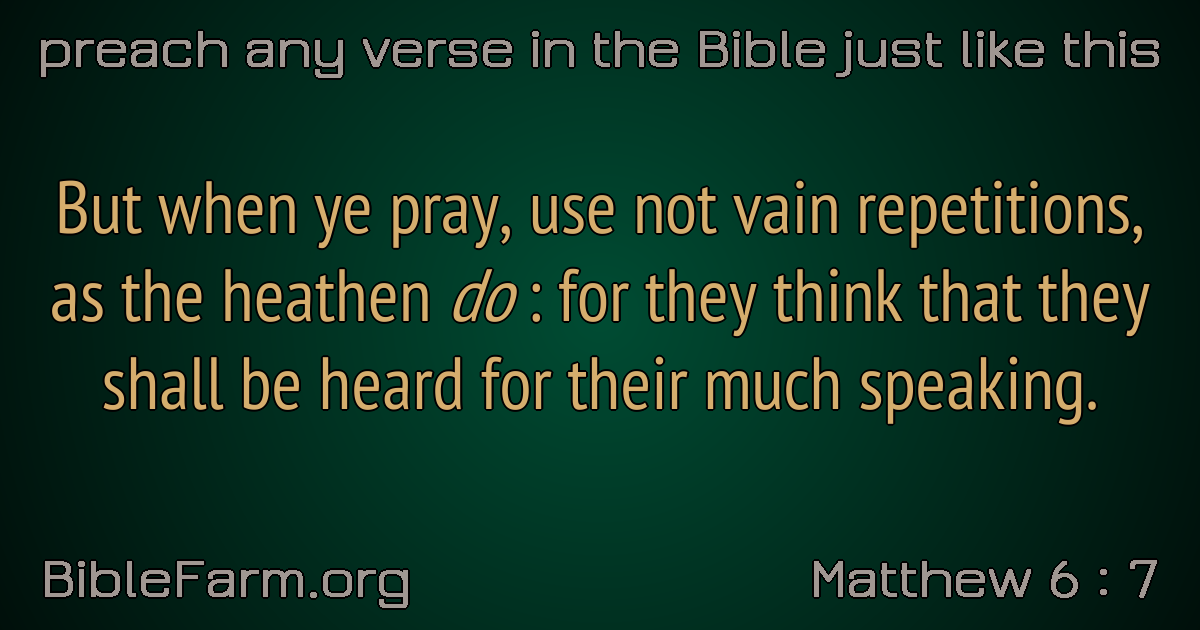 preach any verse in the Bible just like this
But when ye pray, use not vain repetitions,
as the heathen do : for they think that they
shall be heard for their much speaking.
BibleFarm.org
Matthew 6 : 7